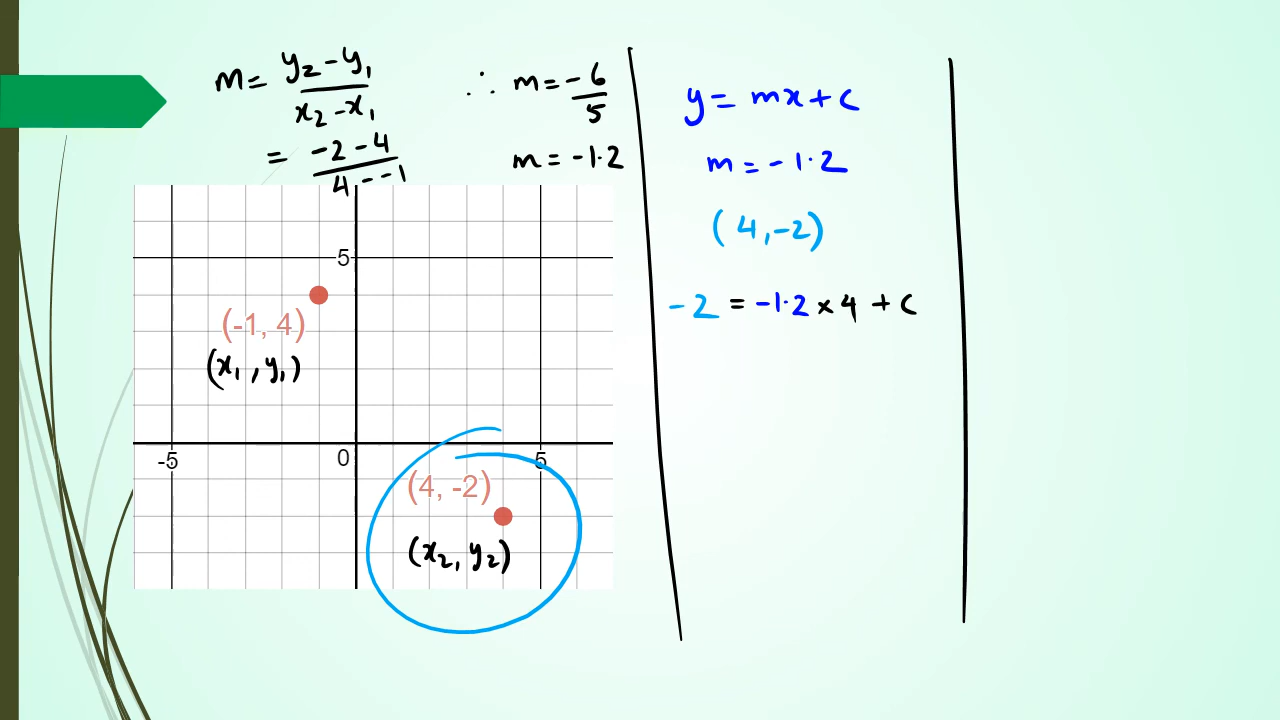 m = y₂ - y₁ / x₂ - x₁
= -2 - 4 / 4 - -1
∴ m = -6/5
m = -1.2
5
(-1, 4)
(x₁, y₁)
-5
0
5
(4, -2)
(x₂, y₂)
y = mx + c
m = -1.2
(4, -2)
-2 = -1.2 × 4 + c